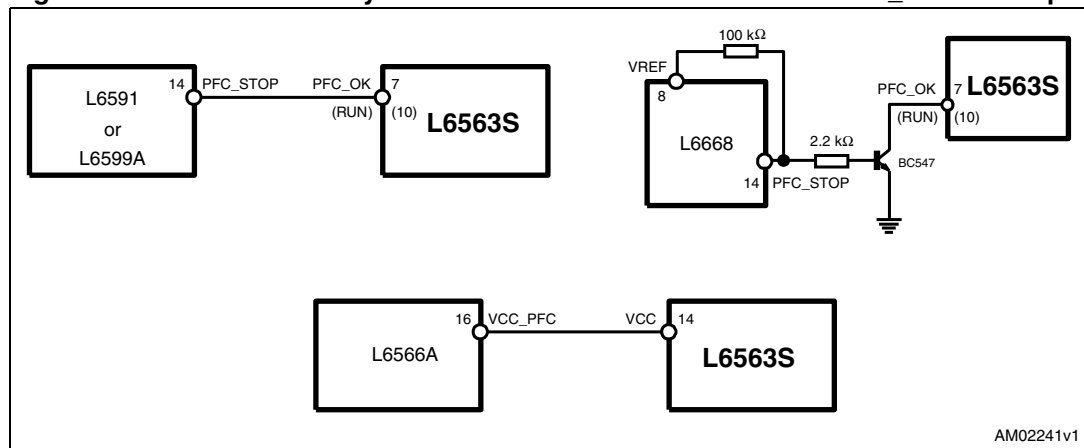 L6591
or
L6599A
14
PFC_STOP
PFC_OK
(RUN)
7
(10)
L6563S
100 kΩ
VREF
8
L6668
14
PFC_STOP
2.2 kΩ
BC547
PFC_OK
(RUN)
7
(10)
L6563S
L6566A
16
VCC_PFC
VCC
14
L6563S
AM02241v1